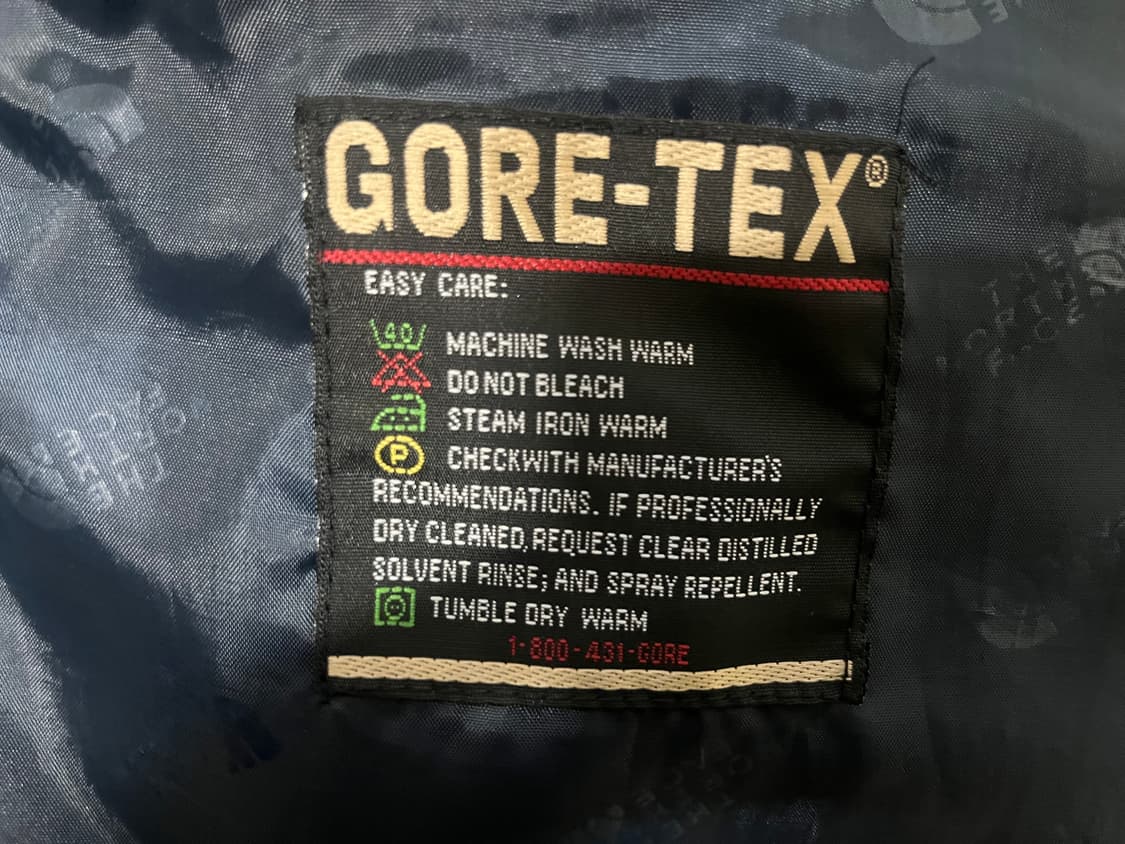 GORE-TEX®
EASY CARE:
40 MACHINE WASH WARM
DO NOT BLEACH
STEAM IRON WARM
P CHECKWITH MANUFACTURER'S
RECOMMENDATIONS. IF PROFESSIONALLY
DRY CLEANED, REQUEST CLEAR DISTILLED
SOLVENT RINSE; AND SPRAY REPELLENT.
TUMBLE DRY WARM
1-800-431-GORE